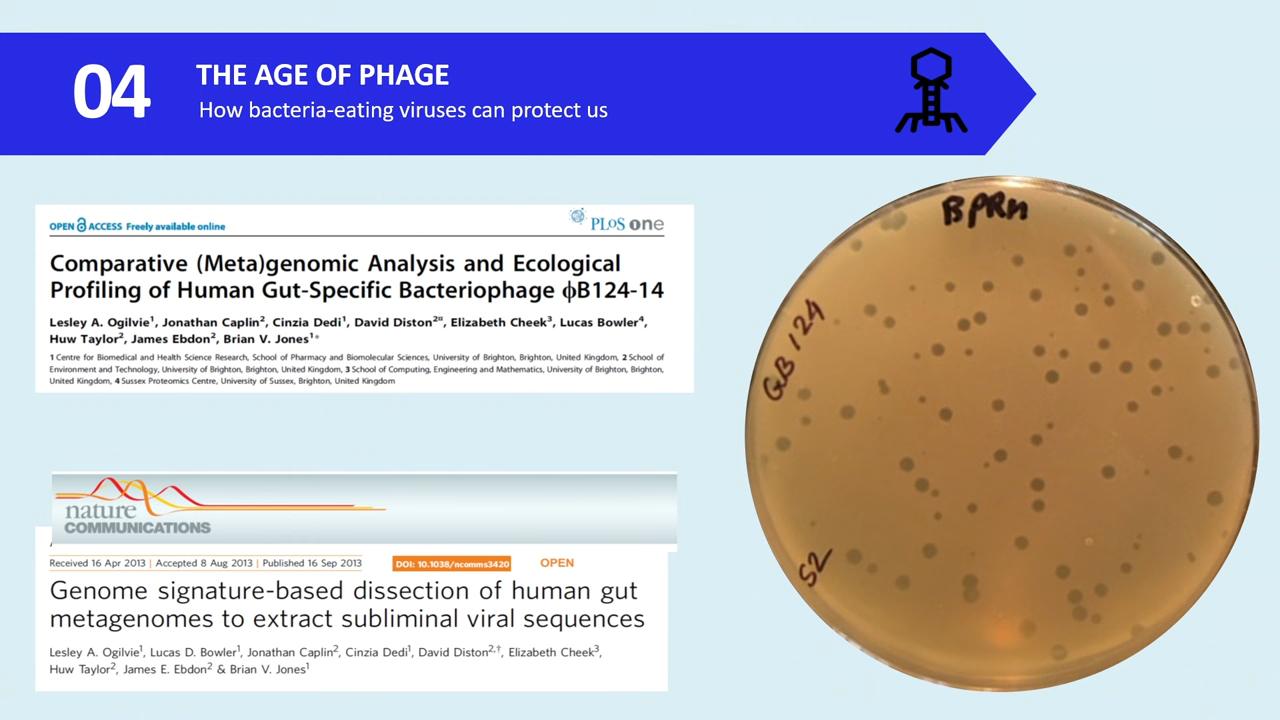 04
THE AGE OF PHAGE
How bacteria-eating viruses can protect us
OPEN ACCESS Freely available online
PLoS one
Comparative (Meta)genomic Analysis and Ecological
Profiling of Human Gut-Specific Bacteriophage ϕB124-14
Lesley A. Ogilvie¹, Jonathan Caplin², Cinzia Dedi¹, David Diston²¤, Elizabeth Cheek³, Lucas Bowler⁴,
Huw Taylor², James Ebdon², Brian V. Jones¹*
1 Centre for Biomedical and Health Science Research, School of Pharmacy and Biomolecular Sciences, University of Brighton, Brighton, United Kingdom, 2 School of
Environment and Technology, University of Brighton, Brighton, United Kingdom, 3 School of Computing, Engineering and Mathematics, University of Brighton, Brighton,
United Kingdom, 4 Sussex Proteomics Centre, University of Sussex, Brighton, United Kingdom
nature
COMMUNICATIONS
Received 16 Apr 2013 | Accepted 8 Aug 2013 | Published 16 Sep 2013
DOI: 10.1038/ncomms3420
OPEN
Genome signature-based dissection of human gut
metagenomes to extract subliminal viral sequences
Lesley A. Ogilvie¹, Lucas D. Bowler¹, Jonathan Caplin², Cinzia Dedi¹, David Diston²,†, Elizabeth Cheek³,
Huw Taylor², James E. Ebdon² & Brian V. Jones¹
BPRn
GB124
S2